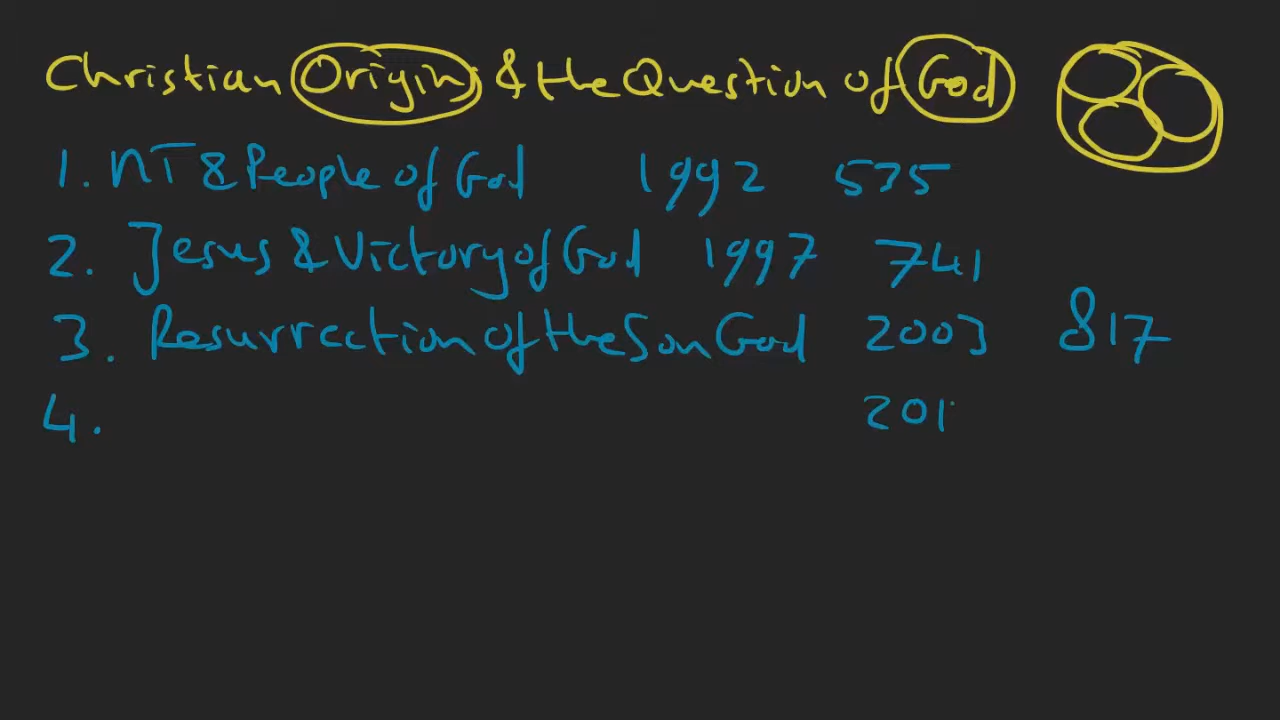 Christian Origins & the Question of God
1. NT & People of God 1992 535
2. Jesus & Victory of God 1997 741
3. Resurrection of the Son God 2003 817
4. 201